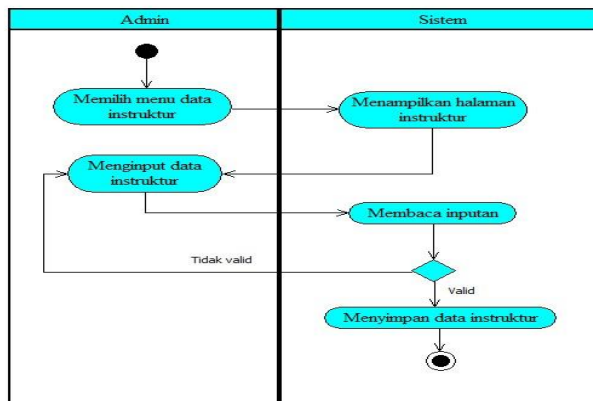 Admin
Sistem
Memilih menu data
instruktur
Menampilkan halaman
instruktur
Menginput data
instruktur
Membaca inputan
Tidak valid
Valid
Menyimpan data instruktur